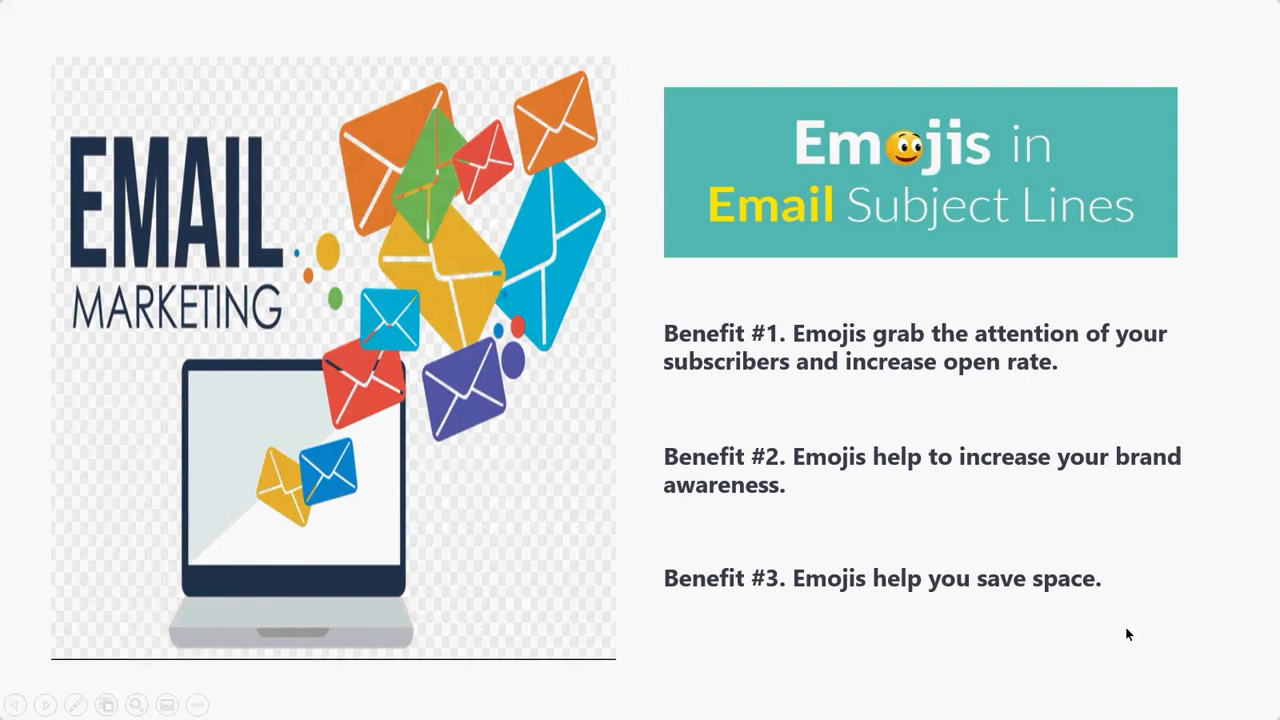 EMAIL
MARKETING
Emojis in
Email Subject Lines
Benefit #1. Emojis grab the attention of your
subscribers and increase open rate.
Benefit #2. Emojis help to increase your brand
awareness.
Benefit #3. Emojis help you save space.